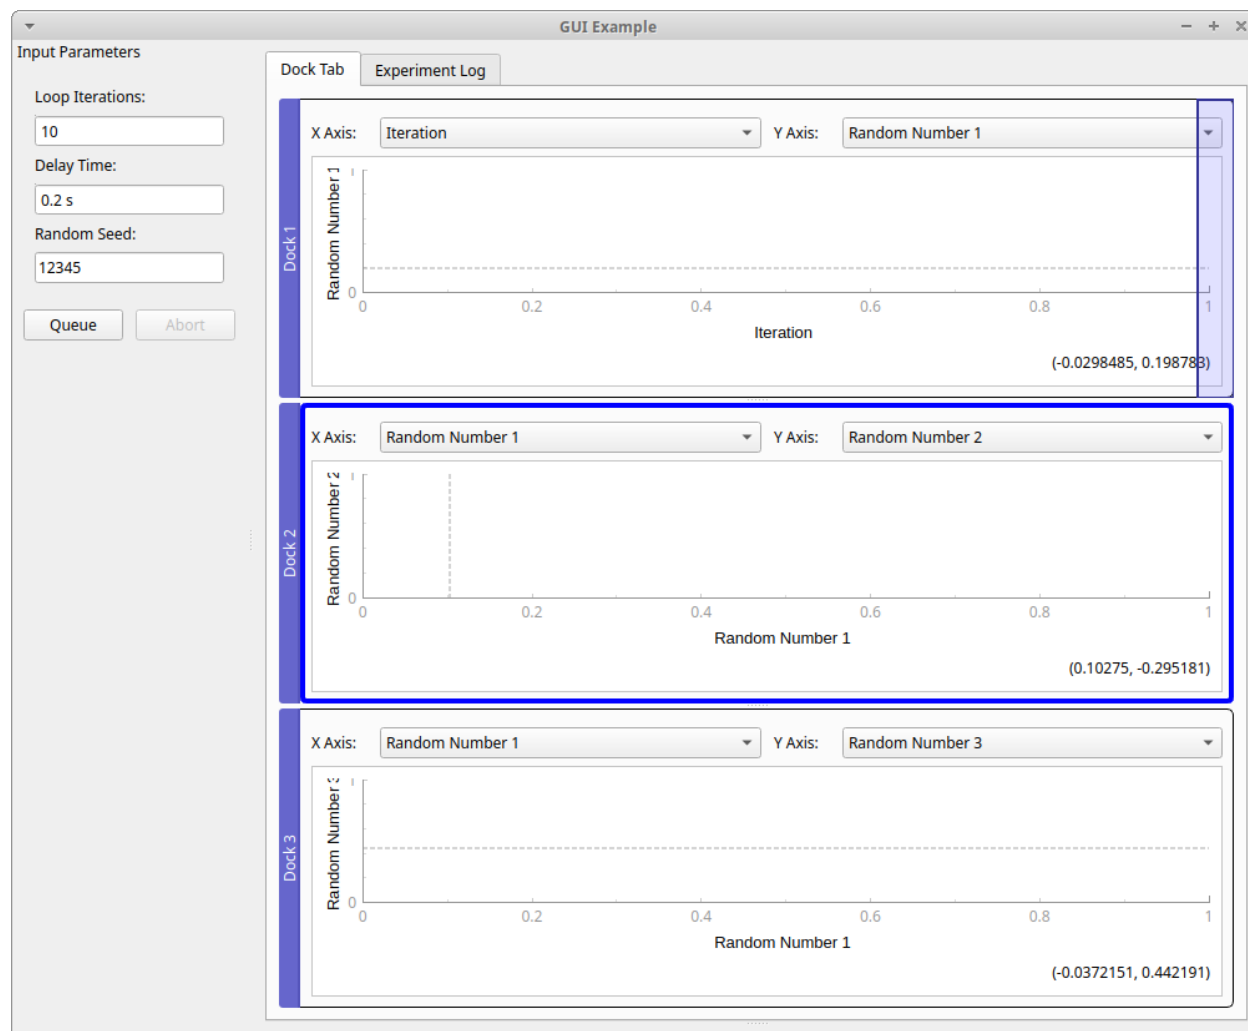 GUI Example
Input Parameters
Loop Iterations:
10
Delay Time:
0.2 s
Random Seed:
12345
Queue Abort
Dock Tab Experiment Log
Dock 1
X Axis: Iteration Y Axis: Random Number 1
Random Number 1
1
0
0 0.2 0.4 0.6 0.8 1
Iteration
(-0.0298485, 0.198783)
Dock 2
X Axis: Random Number 1 Y Axis: Random Number 2
Random Number 2
1
0
0 0.2 0.4 0.6 0.8 1
Random Number 1
(0.10275, -0.295181)
Dock 3
X Axis: Random Number 1 Y Axis: Random Number 3
Random Number 3
1
0
0 0.2 0.4 0.6 0.8 1
Random Number 1
(-0.0372151, 0.442191)